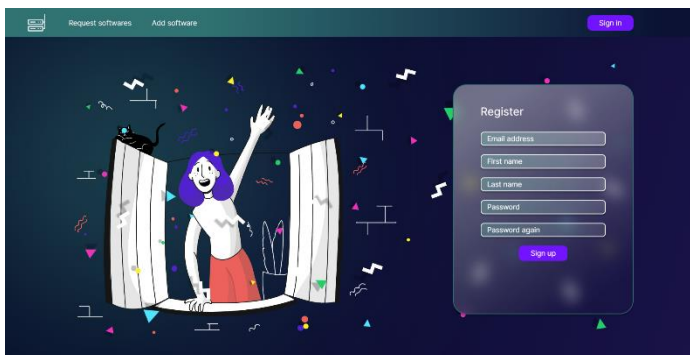 Request softwares
Add software
Sign in
Register
Email address
First name
Last name
Password
Password again
Sign up